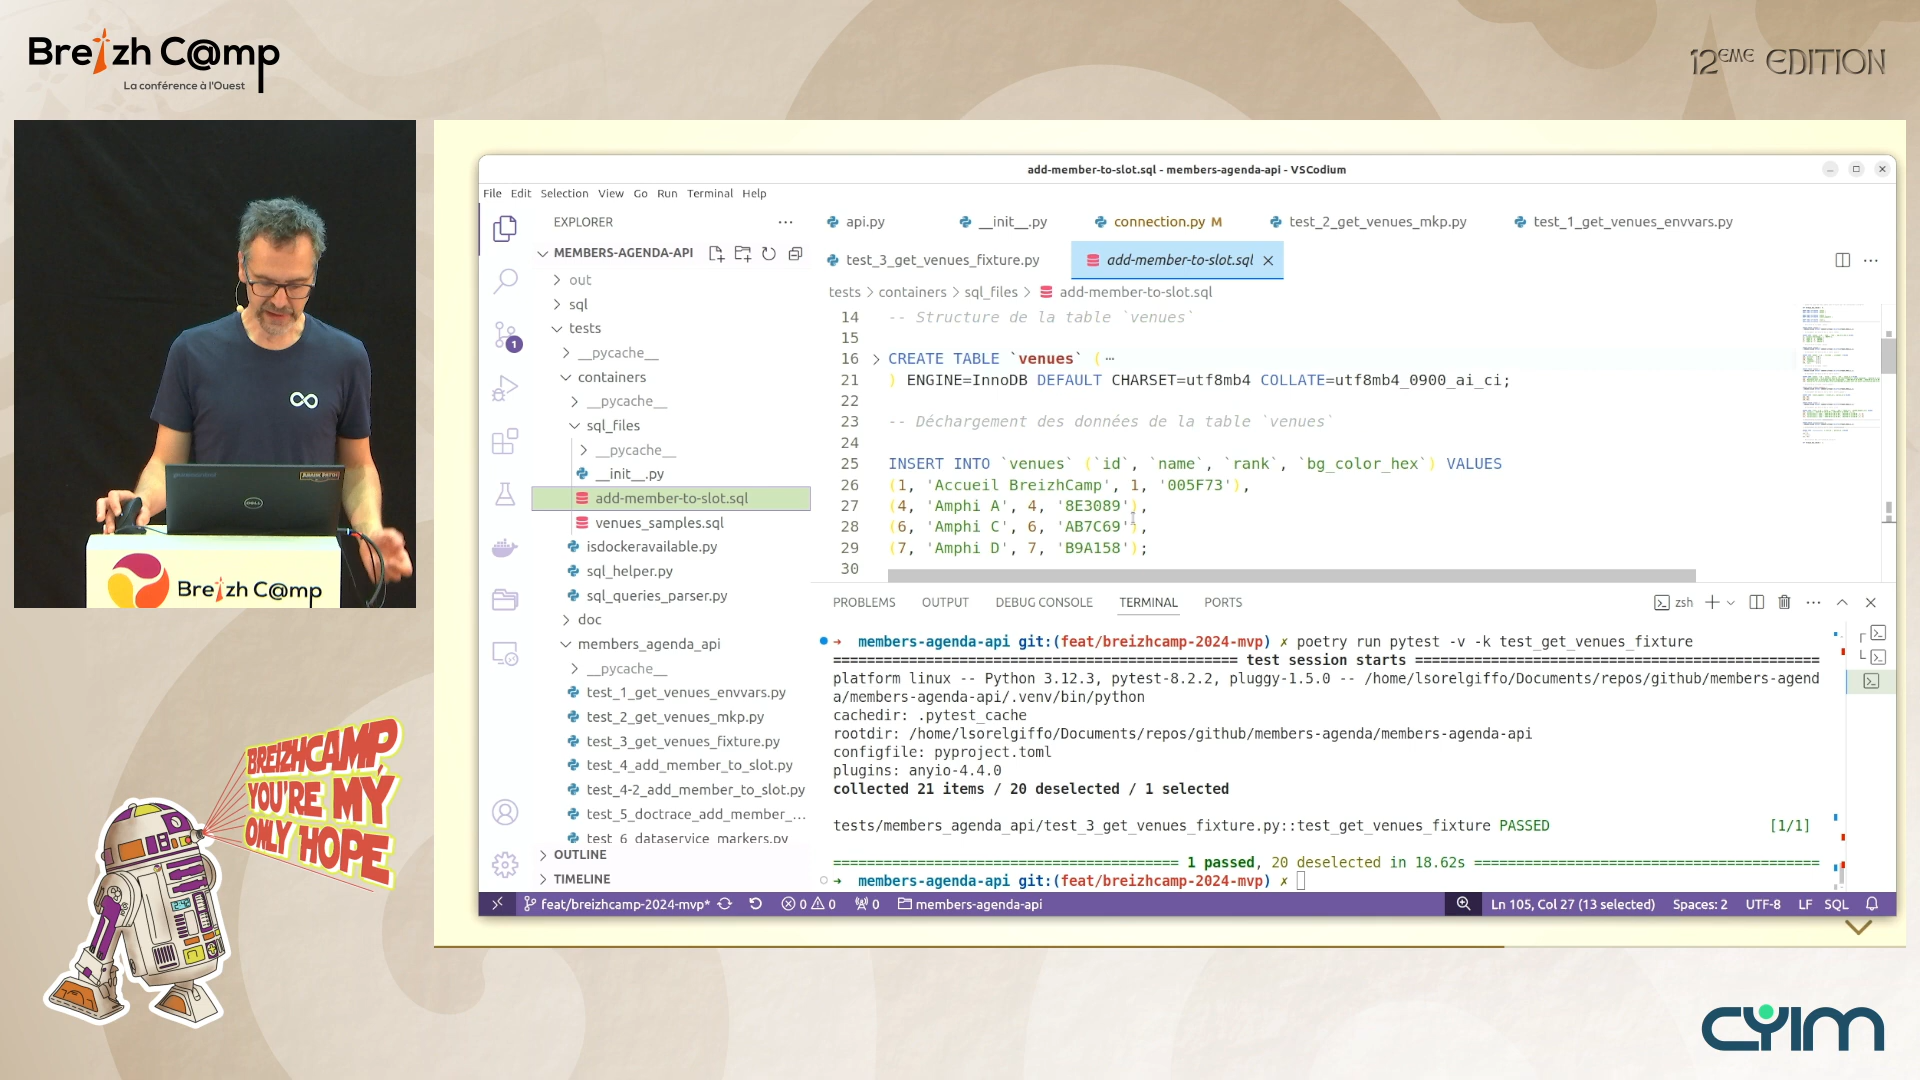 Breizh C@mp
La conférence à l'Ouest
12EME EDITION
DELL
Breizh C@mp
BREIZHCAMP,
YOU'RE MY
ONLY HOPE
add-member-to-slot.sql - members-agenda-api - VSCodium
File Edit Selection View Go Run Terminal Help
EXPLORER
MEMBERS-AGENDA-API
out
sql
tests
__pycache__
containers
__pycache__
sql_files
__pycache__
__init__.py
add-member-to-slot.sql
venues_samples.sql
isdockeravailable.py
sql_helper.py
sql_queries_parser.py
doc
members_agenda_api
__pycache__
test_1_get_venues_envvars.py
test_2_get_venues_mkp.py
test_3_get_venues_fixture.py
test_4_add_member_to_slot.py
test_4-2_add_member_to_slot.py
test_5_doctrace_add_member_...
test_6_dataservice_markers.py
OUTLINE
TIMELINE
1
api.py __init__.py connection.py M test_2_get_venues_mkp.py test_1_get_venues_envvars.py
test_3_get_venues_fixture.py add-member-to-slot.sql
tests > containers > sql_files > add-member-to-slot.sql
14 -- Structure de la table `venues`
15
16 > CREATE TABLE `venues` ( ⋯
21 ) ENGINE=InnoDB DEFAULT CHARSET=utf8mb4 COLLATE=utf8mb4_0900_ai_ci;
22
23 -- Déchargement des données de la table `venues`
24
25 INSERT INTO `venues` (`id`, `name`, `rank`, `bg_color_hex`) VALUES
26 (1, 'Accueil BreizhCamp', 1, '005F73'),
27 (4, 'Amphi A', 4, '8E3089'),
28 (6, 'Amphi C', 6, 'AB7C69'),
29 (7, 'Amphi D', 7, 'B9A158');
30
PROBLEMS OUTPUT DEBUG CONSOLE TERMINAL PORTS
zsh
→ members-agenda-api git:(feat/breizhcamp-2024-mvp) ✗ poetry run pytest -v -k test_get_venues_fixture
================================================ test session starts ================================================
platform linux -- Python 3.12.3, pytest-8.2.2, pluggy-1.5.0 -- /home/lsorelgiffo/Documents/repos/github/members-agend
a/members-agenda-api/.venv/bin/python
cachedir: .pytest_cache
rootdir: /home/lsorelgiffo/Documents/repos/github/members-agenda/members-agenda-api
configfile: pyproject.toml
plugins: anyio-4.4.0
collected 21 items / 20 deselected / 1 selected
tests/members_agenda_api/test_3_get_venues_fixture.py::test_get_venues_fixture PASSED [1/1]
========================================= 1 passed, 20 deselected in 18.62s =========================================
→ members-agenda-api git:(feat/breizhcamp-2024-mvp) ✗
feat/breizhcamp-2024-mvp* 0 0 0 members-agenda-api Ln 105, Col 27 (13 selected) Spaces: 2 UTF-8 LF SQL
CYIM